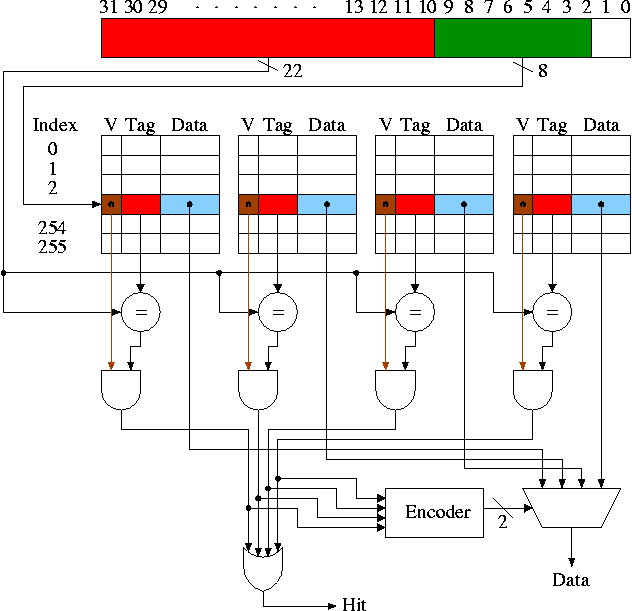 31 30 29 · · · · · · · 13 12 11 10 9 8 7 6 5 4 3 2 1 0
22
8
Index
V Tag Data V Tag Data V Tag Data V Tag Data
0
1
2
254
255
= = = =
Encoder
2
Data
Hit